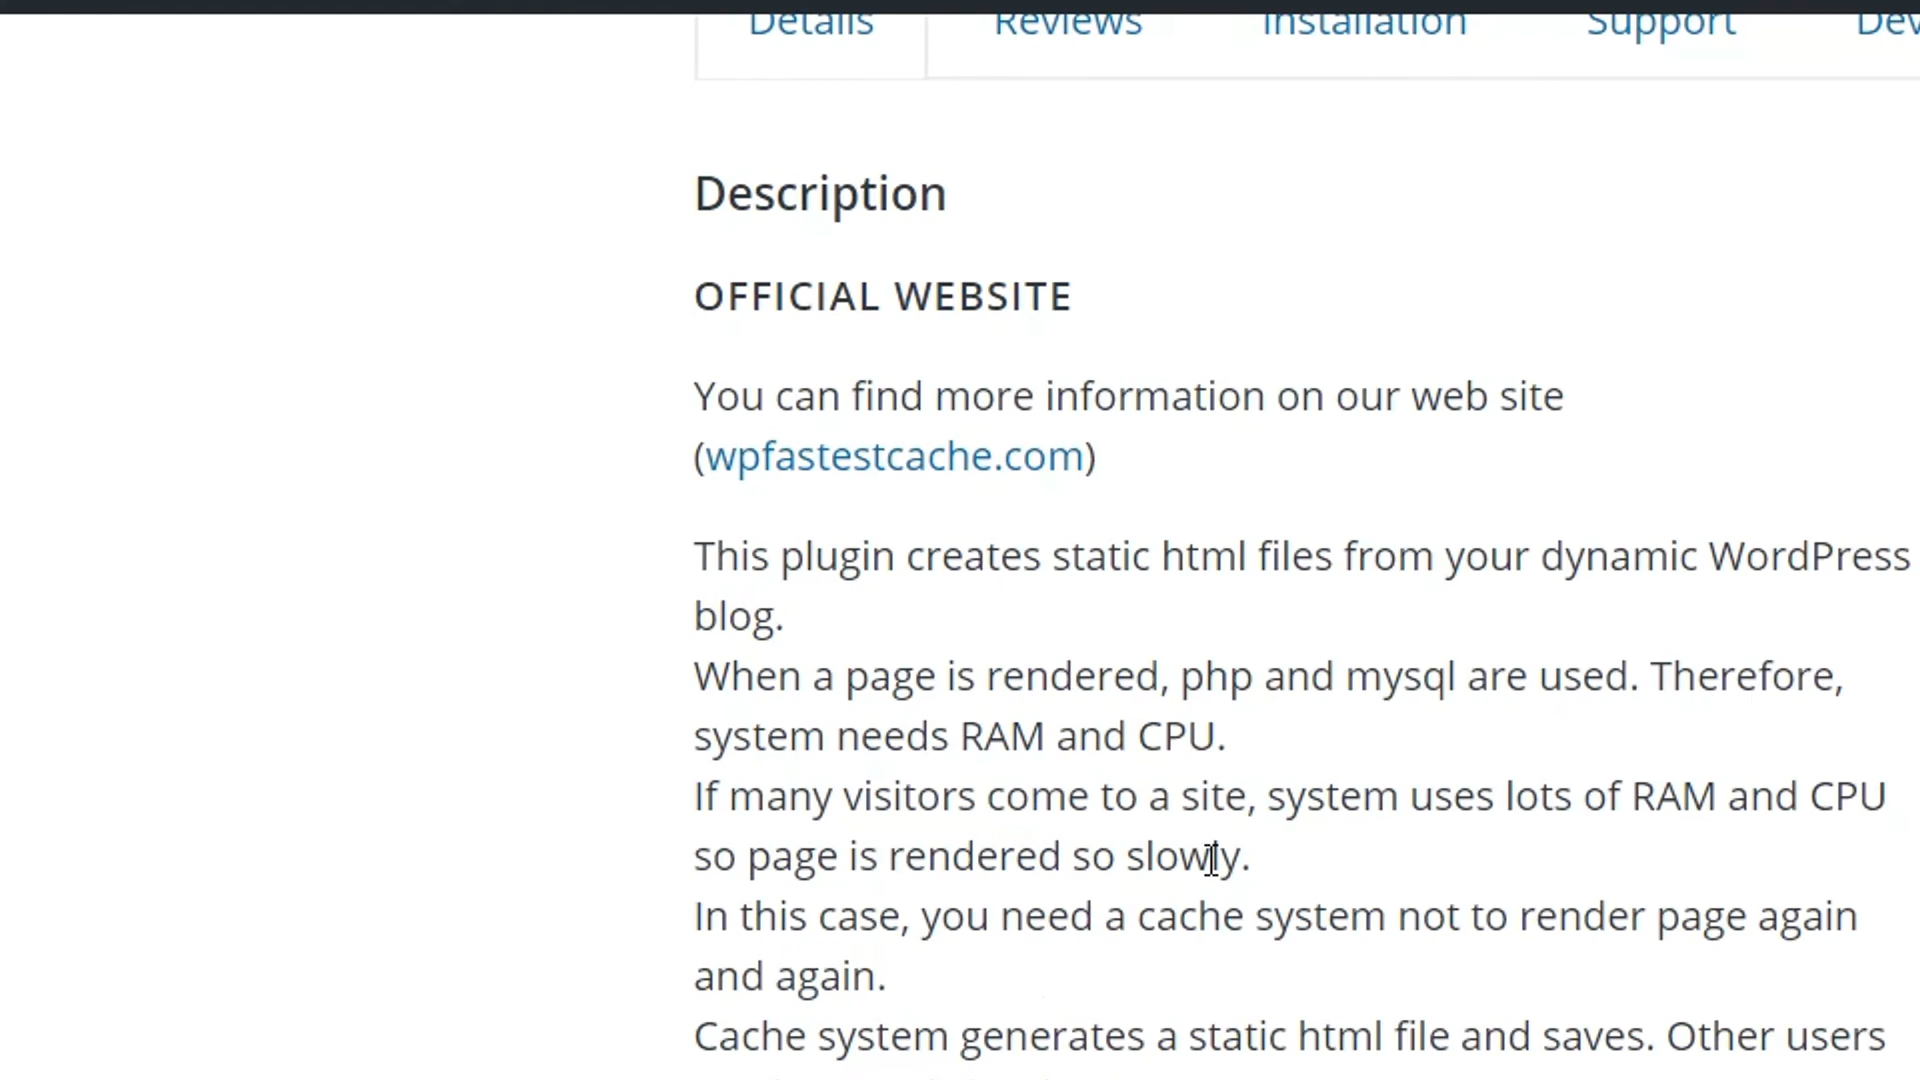 Details Reviews Installation Support Dev
Description
OFFICIAL WEBSITE
You can find more information on our web site
(wpfastestcache.com)
This plugin creates static html files from your dynamic WordPress
blog.
When a page is rendered, php and mysql are used. Therefore,
system needs RAM and CPU.
If many visitors come to a site, system uses lots of RAM and CPU
so page is rendered so slowly.
In this case, you need a cache system not to render page again
and again.
Cache system generates a static html file and saves. Other users